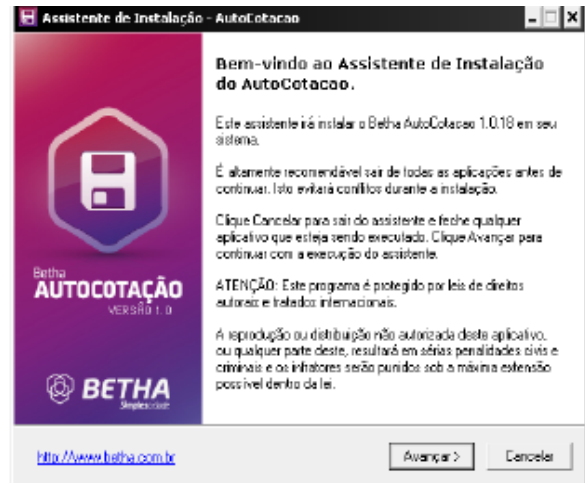 Assistente de Instalação - AutoCotacao
Bem-vindo ao Assistente de Instalação
do AutoCotacao.
Este assistente irá instalar o Betha AutoCotacao 1.0.18 em seu
sistema.
É altamente recomendável sair de todas as aplicações antes de
continuar. Isto evitará conflitos durante a instalação.
Clique Cancelar para sair do assistente e feche qualquer
aplicativo que esteja sendo executado. Clique Avançar para
continuar com a execução do assistente.
Betha
AUTOCOTAÇÃO
VERSÃO 1.0
ATENÇÃO: Este programa é protegido por leis de direitos
autorais e tratados internacionais.
A reprodução ou distribuição não autorizada deste aplicativo,
ou qualquer parte deste, resultará em sérias penalidades civis e
criminais e os infratores serão punidos sob a máxima extensão
possível dentro da lei.
BETHA
http://www.betha.com.br
Avançar >
Cancelar